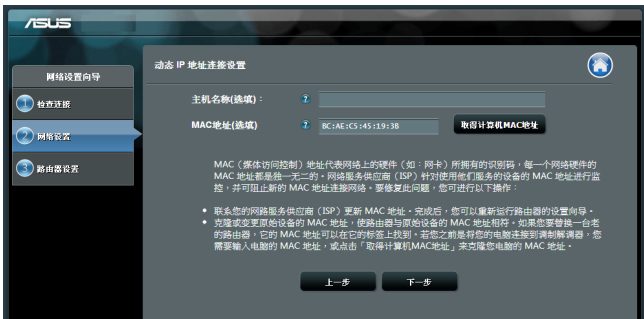 ASUS
网络设置向导
1 检查连接
2 网络设置
3 路由器设置
动态 IP 地址连接设置
主机名称(选填)：
MAC地址(选填) BC:AE:C5:45:19:38 取得计算机MAC地址
MAC（媒体访问控制）地址代表网络上的硬件（如：网卡）所拥有的识别码，每一个网络硬件的
MAC 地址都是独一无二的。网络服务供应商（ISP）针对使用他们服务的设备的 MAC 地址进行监
控，并可阻止新的 MAC 地址连接网络。要修复此问题，您可进行以下操作：
• 联系您的网路服务供应商（ISP）更新 MAC 地址。完成后，您可以重新运行路由器的设置向导。
• 克隆或变更原始设备的 MAC 地址，使路由器与原始设备的 MAC 地址相符。如果您要替换一台老
的路由器，它的 MAC 地址可以在它的标签上找到。若您之前是将您的电脑连接到调制解调器，您
需要输入电脑的 MAC 地址，或点击「取得计算机MAC地址」来克隆您电脑的 MAC 地址。
上一步 下一步